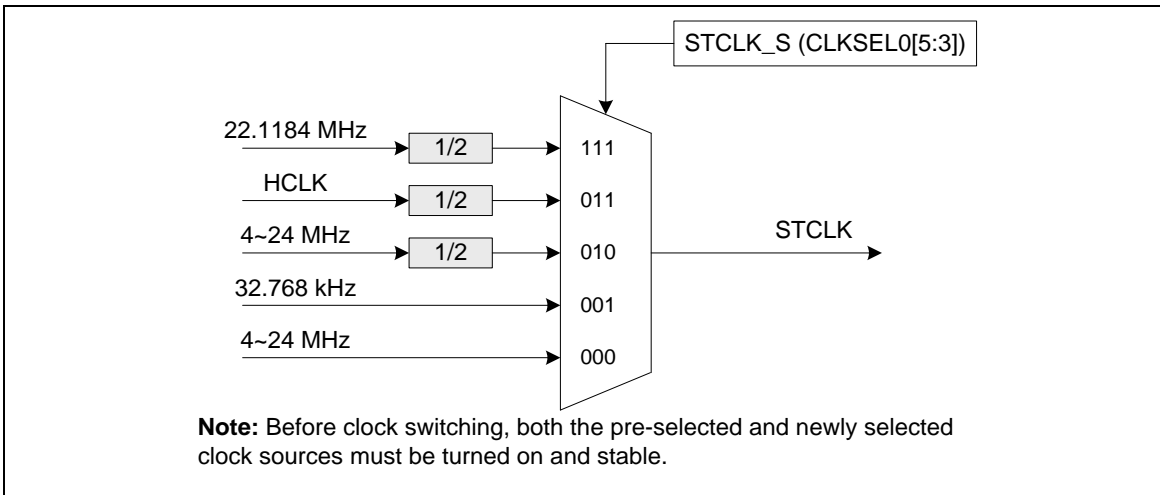 STCLK_S (CLKSEL0[5:3])
22.1184 MHz
1/2
111
HCLK
1/2
011
4~24 MHz
1/2
010
STCLK
32.768 kHz
001
4~24 MHz
000
Note: Before clock switching, both the pre-selected and newly selected
clock sources must be turned on and stable.